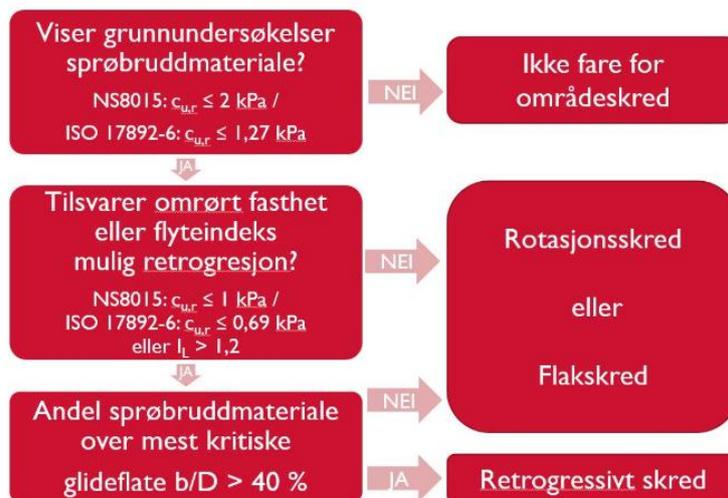 Viser grunnundersøkelser
sprøbruddmateriale?
NS8015: cu,r ≤ 2 kPa /
ISO 17892-6: cu,r ≤ 1,27 kPa
NEI
Ikke fare for
områdeskred
JA
Tilsvarer omrørt fasthet
eller flyteindeks
mulig retrogresjon?
NS8015: cu,r ≤ 1 kPa /
ISO 17892-6: cu,r ≤ 0,69 kPa
eller IL > 1,2
NEI
Rotasjonsskred
eller
Flakskred
JA
Andel sprøbruddmateriale
over mest kritiske
glideflate b/D > 40 %
NEI
JA
Retrogressivt skred